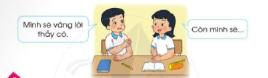 Mình sẽ vâng lời
thầy cô.
Còn mình sẽ...